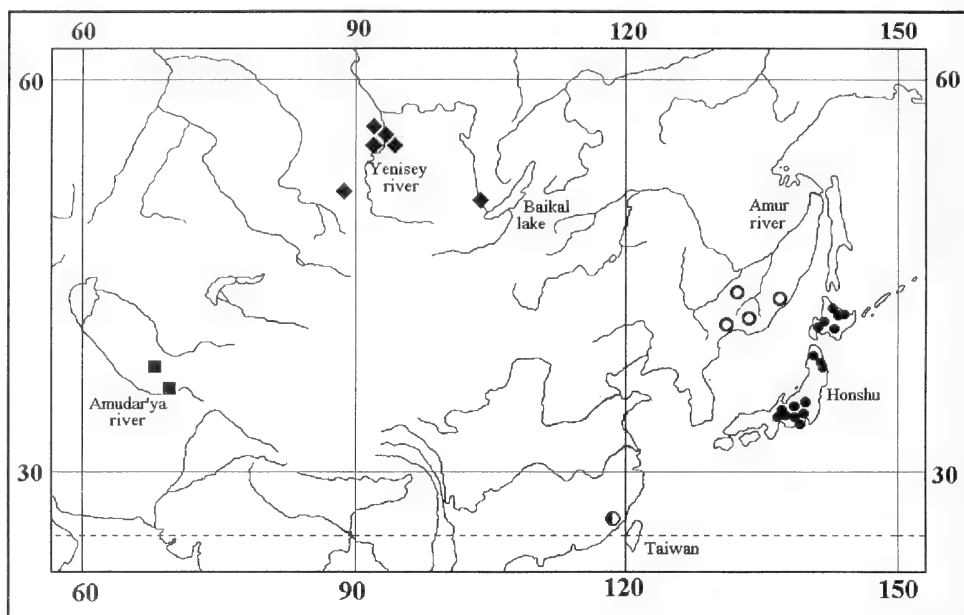 60 90 120 150
60 60
Yenisey
river
Baikal
lake
Amur
river
Amudar'ya
river
Honshu
30 30
Taiwan
60 90 120 150